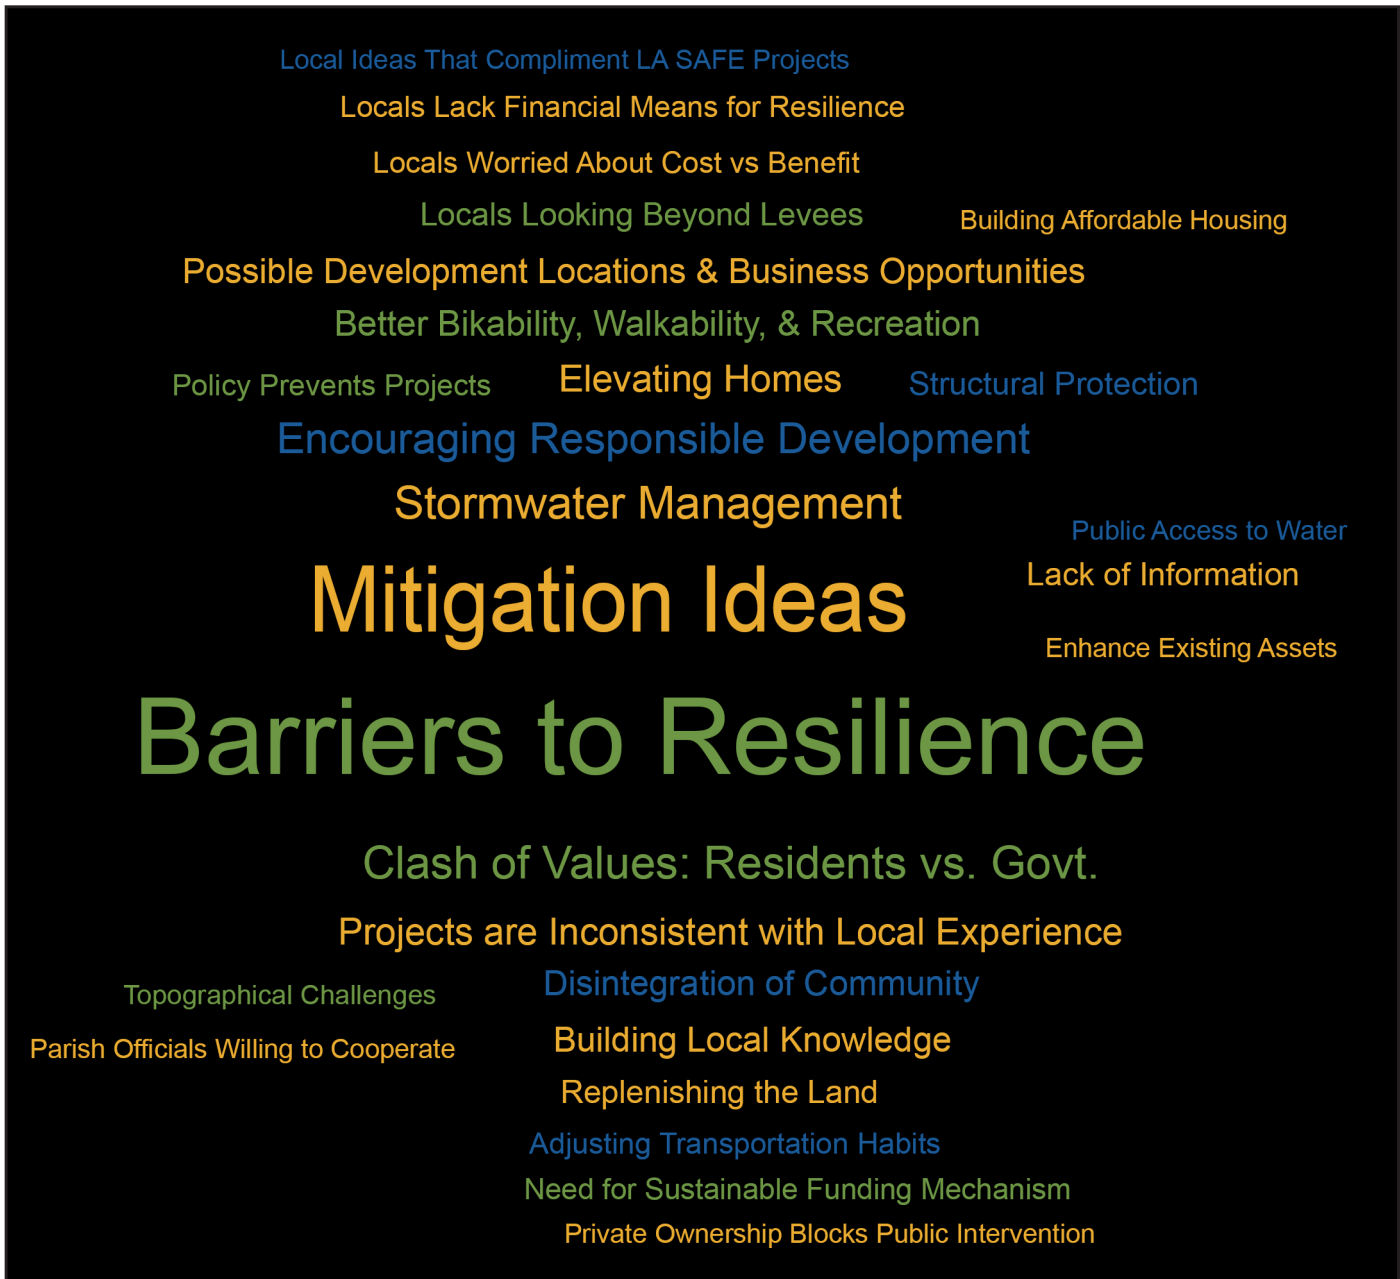 Local Ideas That Compliment LA SAFE Projects
Locals Lack Financial Means for Resilience
Locals Worried About Cost vs Benefit
Locals Looking Beyond Levees
Building Affordable Housing
Possible Development Locations & Business Opportunities
Better Bikability, Walkability, & Recreation
Policy Prevents Projects
Elevating Homes
Structural Protection
Encouraging Responsible Development
Stormwater Management
Public Access to Water
Mitigation Ideas
Lack of Information
Enhance Existing Assets
Barriers to Resilience
Clash of Values: Residents vs. Govt.
Projects are Inconsistent with Local Experience
Disintegration of Community
Topographical Challenges
Building Local Knowledge
Parish Officials Willing to Cooperate
Replenishing the Land
Adjusting Transportation Habits
Need for Sustainable Funding Mechanism
Private Ownership Blocks Public Intervention